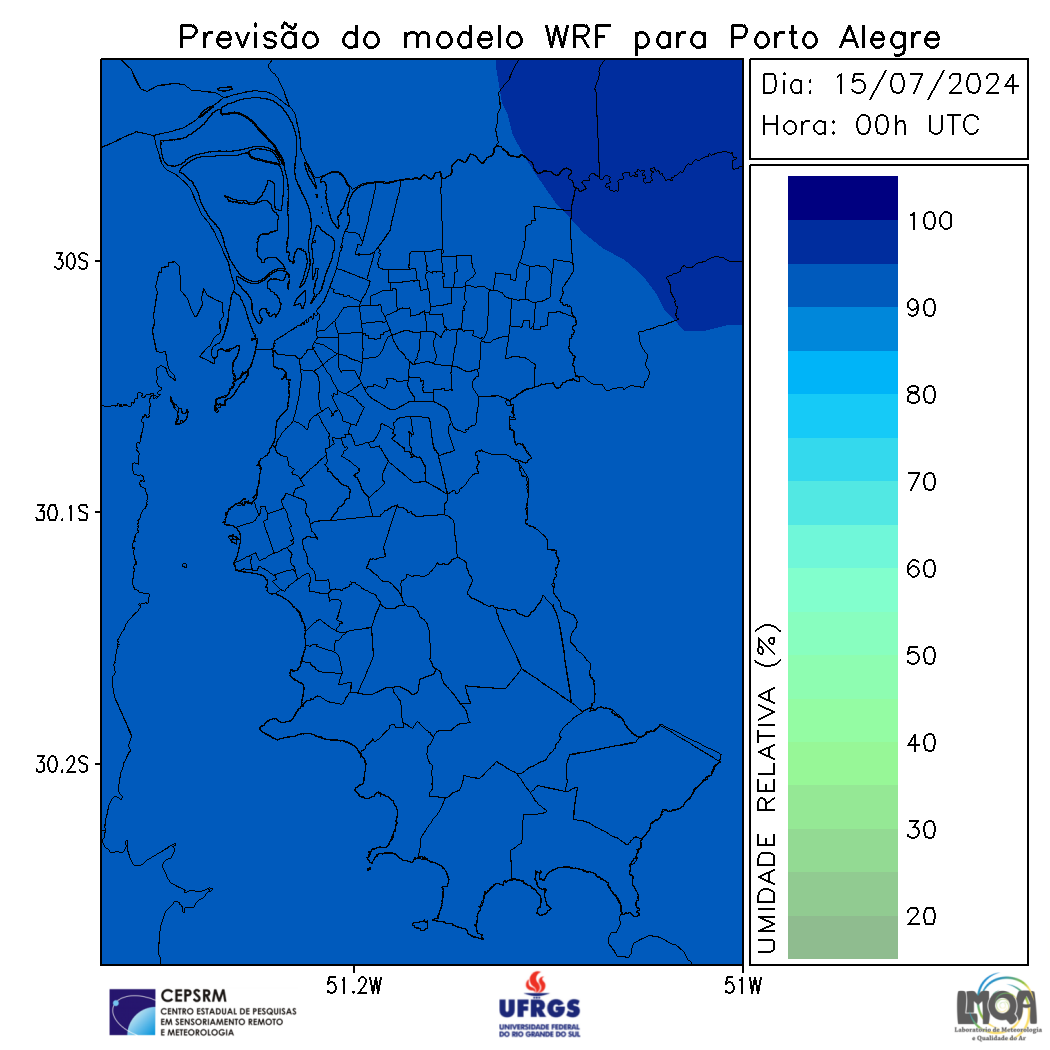 Previsão do modelo WRF para Porto Alegre
Dia: 15/07/2024
Hora: 00h UTC
30S
30.1S
30.2S
51.2W
51W
UMIDADE RELATIVA (%)
100
90
80
70
60
50
40
30
20
CEPSRM
CENTRO ESTADUAL DE PESQUISAS
EM SENSORIAMENTO REMOTO
E METEOROLOGIA
UFRGS
UNIVERSIDADE FEDERAL
DO RIO GRANDE DO SUL
LMQA
Laboratório de Meteorologia
e Qualidade do Ar